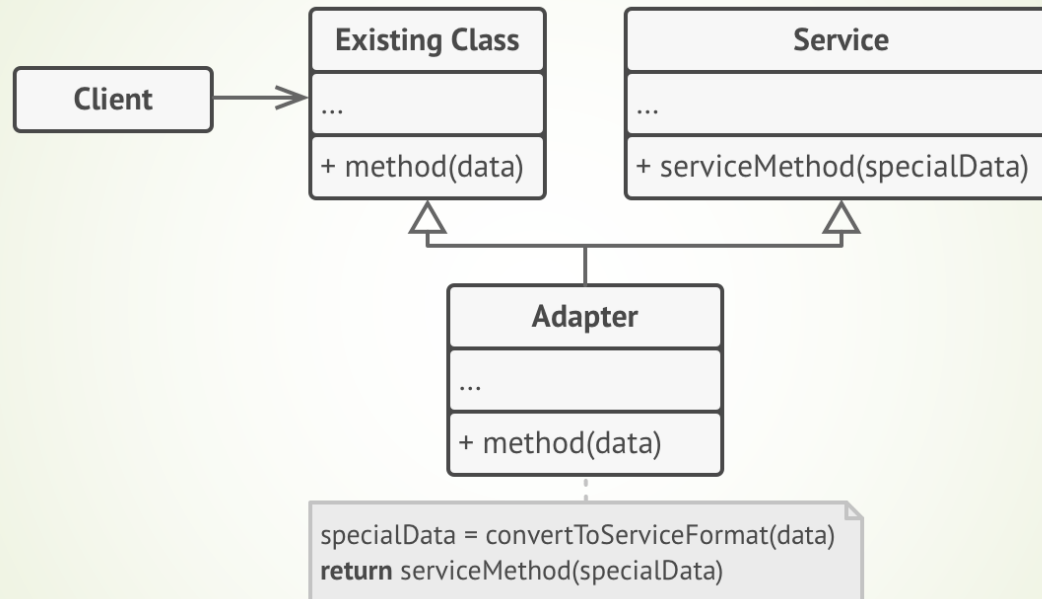 Client
Existing Class
...
+ method(data)
Service
...
+ serviceMethod(specialData)
Adapter
...
+ method(data)
specialData = convertToServiceFormat(data)
return serviceMethod(specialData)